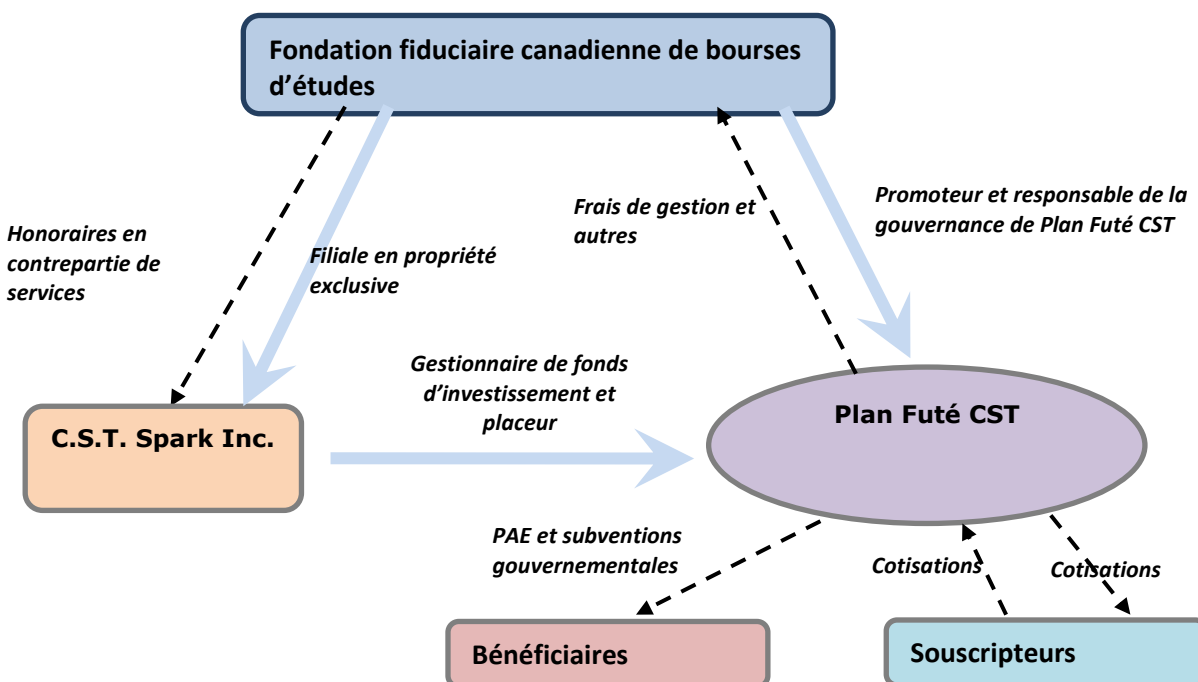 Fondation fiduciaire canadienne de bourses
d’études
Honoraires en
contrepartie de
services
Filiale en propriété
exclusive
Frais de gestion et
autres
Promoteur et responsable de la
gouvernance de Plan Futé CST
Gestionnaire de fonds
d’investissement et
placeur
C.S.T. Spark Inc.
Plan Futé CST
PAE et subventions
gouvernementales
Cotisations
Cotisations
Bénéficiaires
Souscripteurs